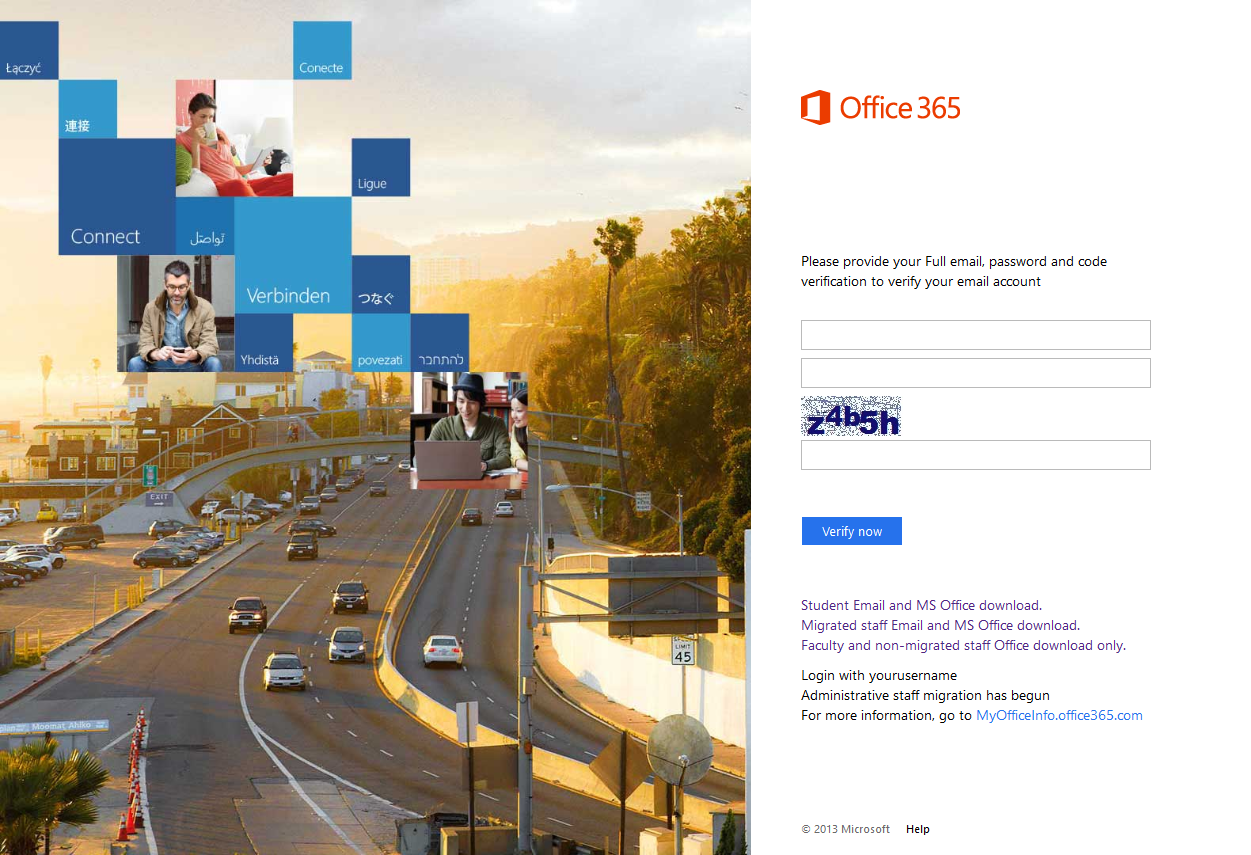 Łączyć
Conecte
連接
Connect
تواصَل
Ligue
Verbinden
つなぐ
Yhdistä
povezati
להתחבר
EXIT
LIMIT
45
Office 365
Please provide your Full email, password and code
verification to verify your email account
z4b5h
Verify now
Student Email and MS Office download.
Migrated staff Email and MS Office download.
Faculty and non-migrated staff Office download only.
Login with yourusername
Administrative staff migration has begun
For more information, go to MyOfficeInfo.office365.com
© 2013 Microsoft Help